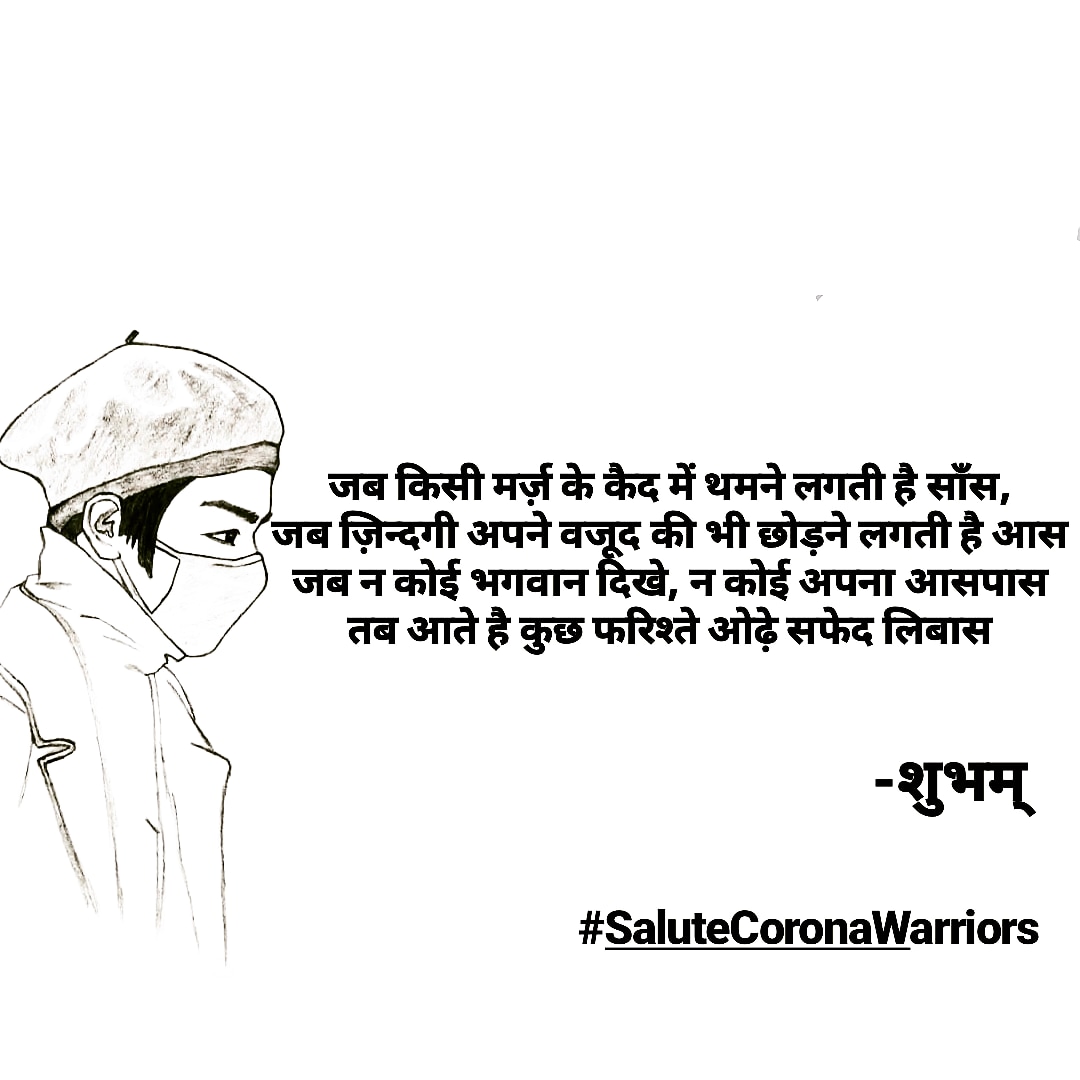 जब किसी मर्ज़ के कैद में थमने लगती है साँस,
जब ज़िन्दगी अपने वजूद की भी छोड़ने लगती है आस
जब न कोई भगवान दिखे, न कोई अपना आसपास
तब आते है कुछ फरिश्ते ओढ़े सफेद लिबास
-शुभम्
#SaluteCoronaWarriors